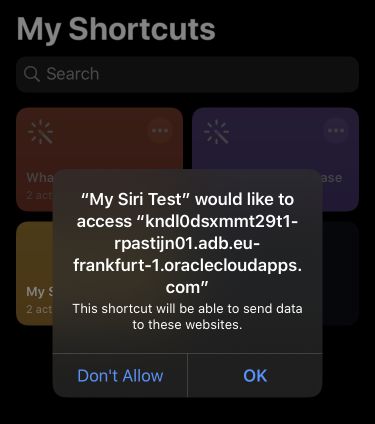 My Shortcuts
Search
Wha
ase
2 act
My S
2 act
“My Siri Test” would like to
access “kndl0dsxmmt29t1-
rpastijn01.adb.eu-
frankfurt-1.oraclecloudapps.
com”
This shortcut will be able to send data
to these websites.
Don't Allow
OK